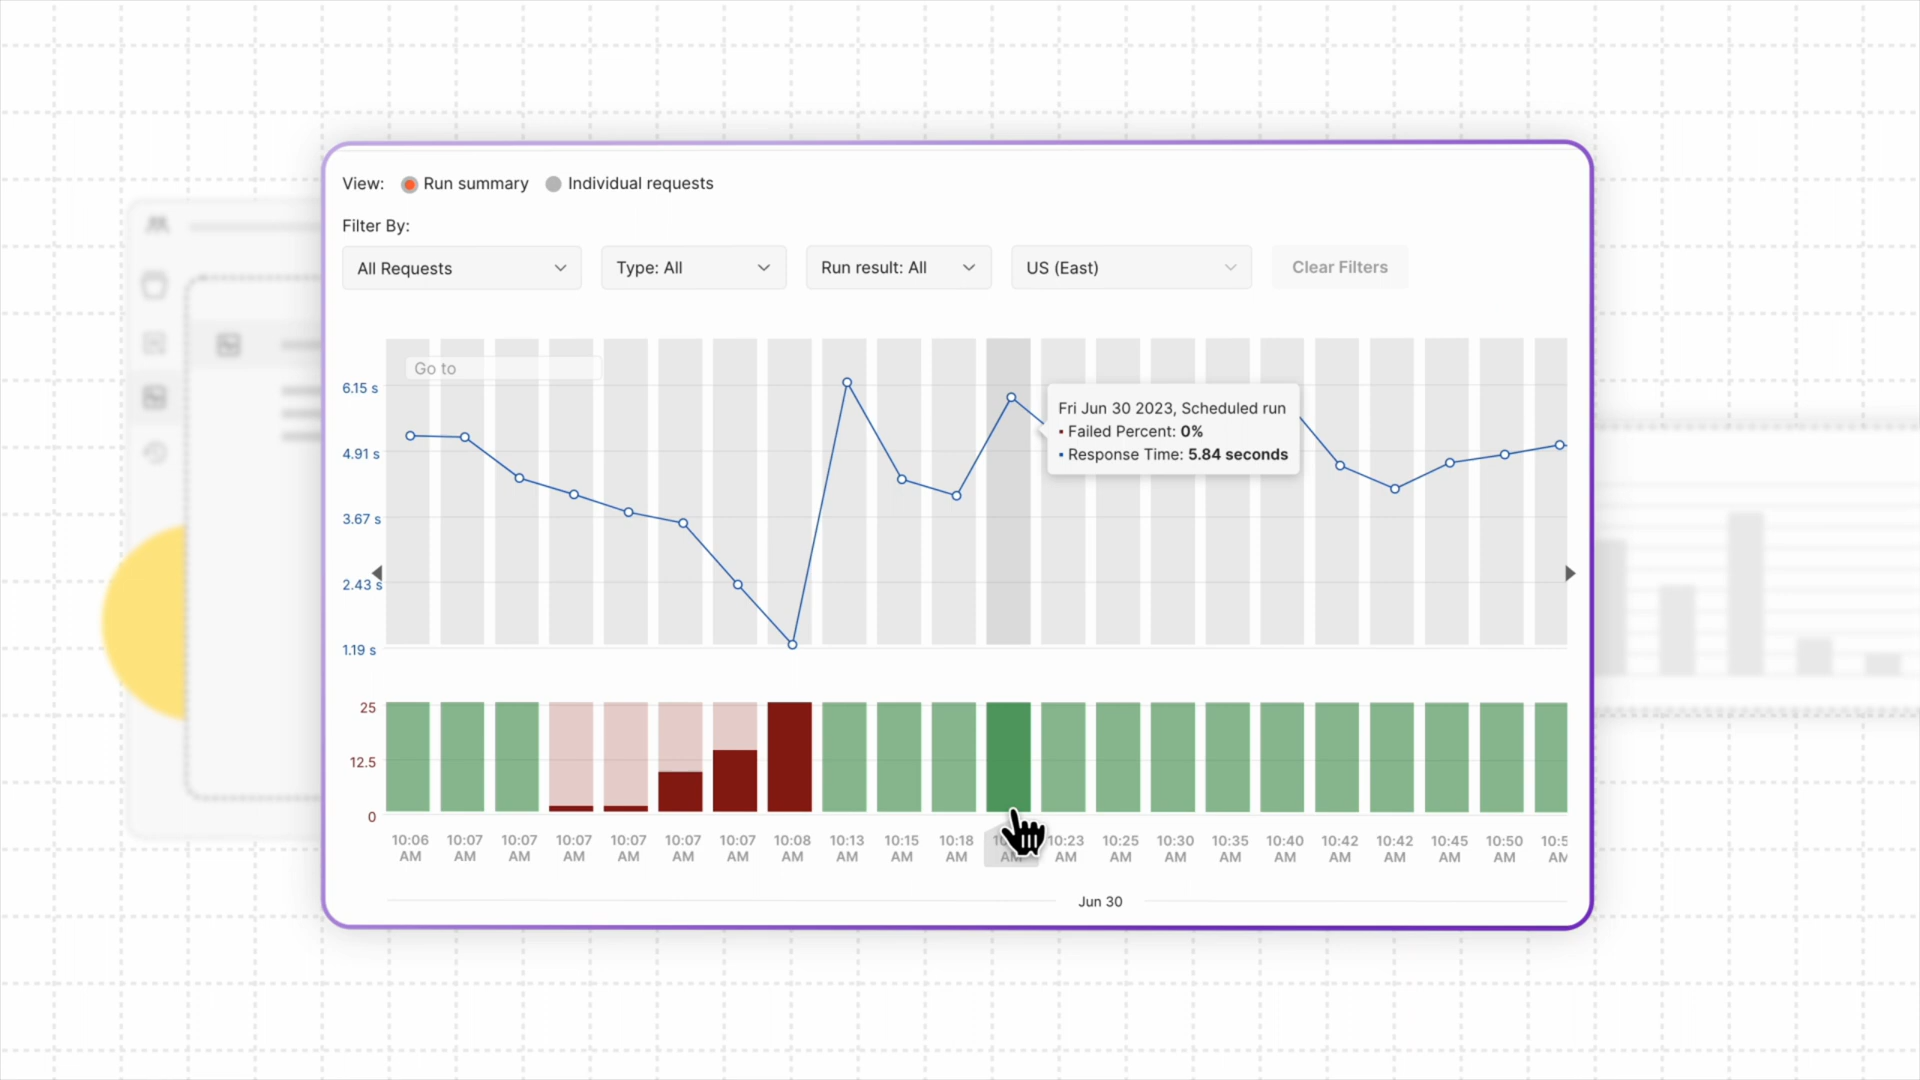 View: Run summary Individual requests
Filter By:
All Requests Type: All Run result: All US (East) Clear Filters
Go to
6.15 s
4.91 s
3.67 s
2.43 s
1.19 s
Fri Jun 30 2023, Scheduled run
Failed Percent: 0%
Response Time: 5.84 seconds
25
12.5
0
10:06 10:07 10:07 10:07 10:07 10:07 10:07 10:08 10:13 10:15 10:18 10:23 10:25 10:30 10:35 10:40 10:42 10:42 10:45 10:50
AM AM AM AM AM AM AM AM AM AM AM AM AM AM AM AM AM AM AM AM AM
Jun 30